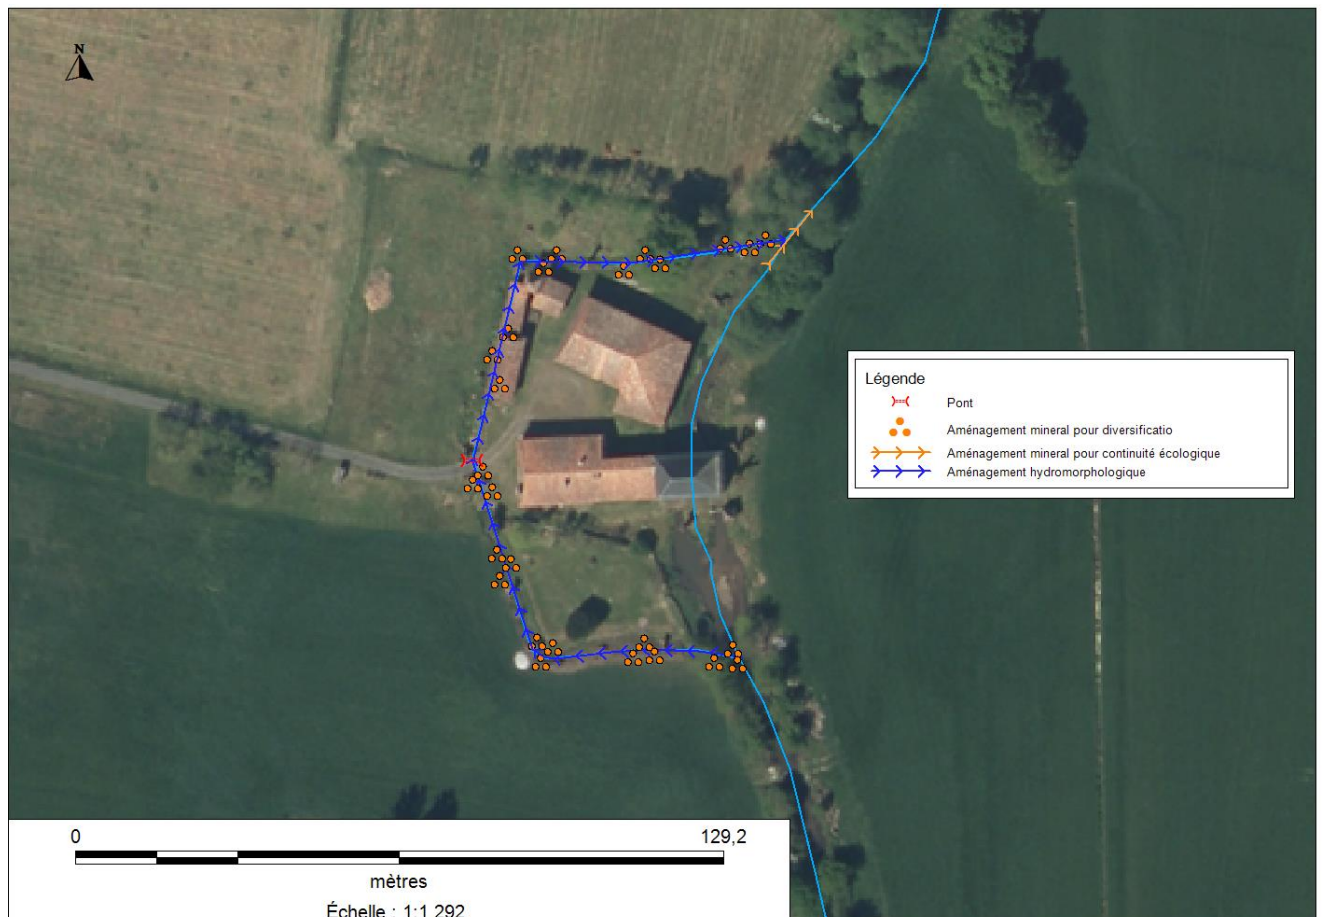 N
Légende
Pont
Aménagement mineral pour diversificatio
Aménagement mineral pour continuité écologique
Aménagement hydromorphologique
0 129,2
mètres
Échelle : 1:1 292